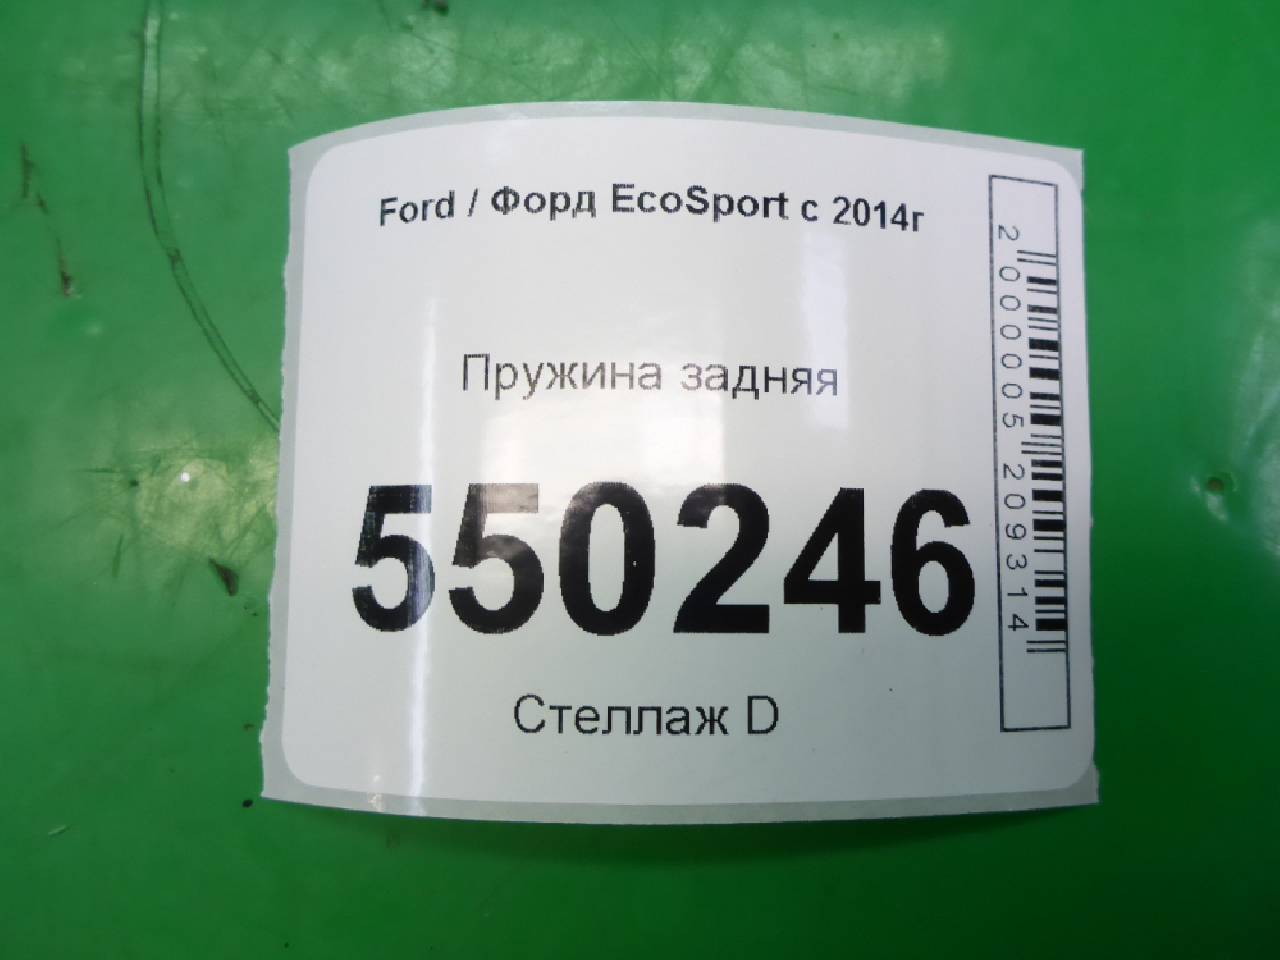 Ford / Форд EcoSport с 2014г
Пружина задняя
550246
Стеллаж D
2000005209314